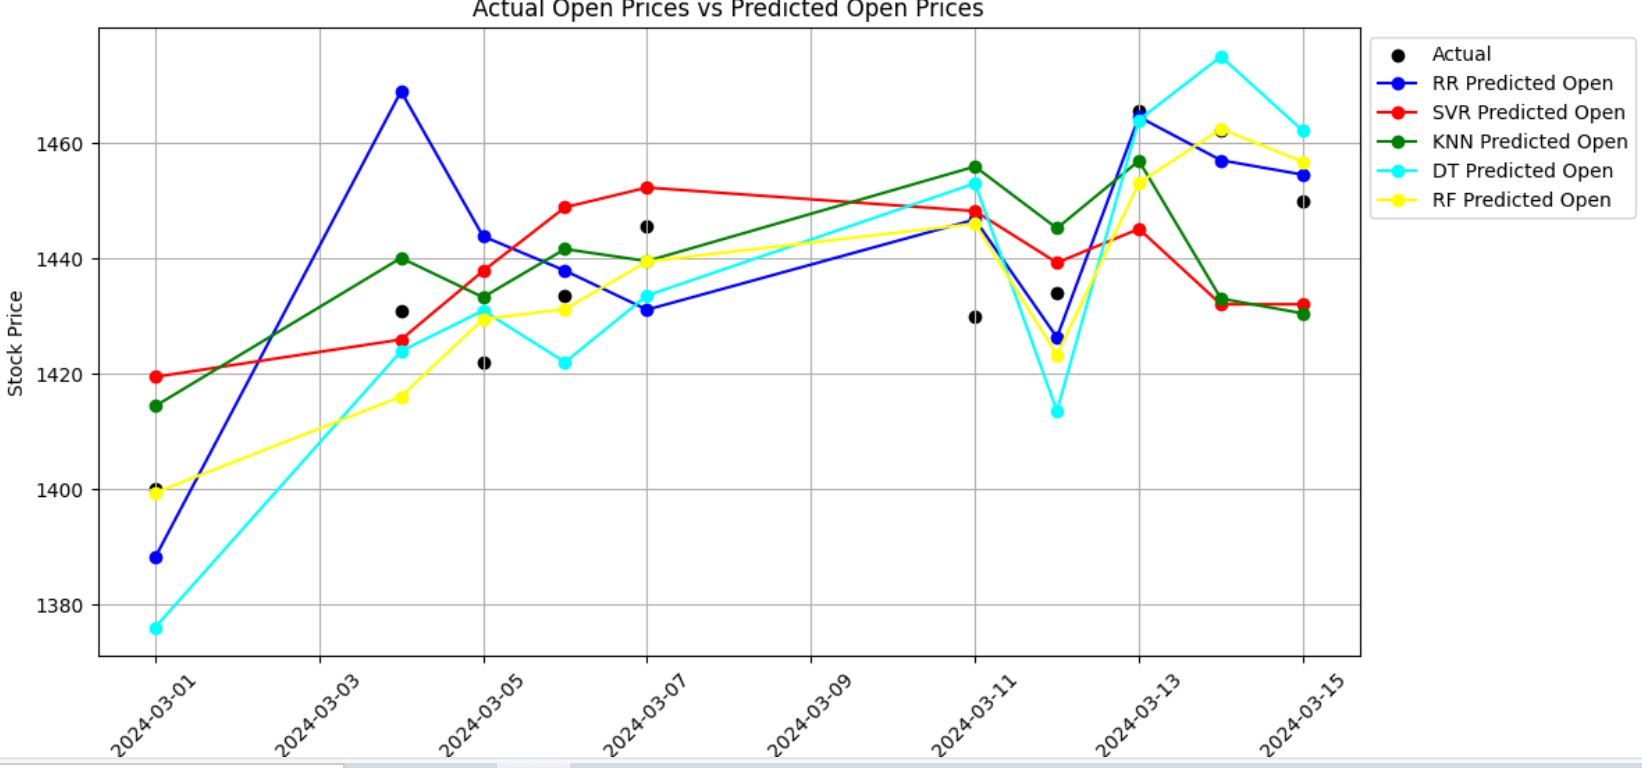 Actual Open Prices vs Predicted Open Prices
Actual
RR Predicted Open
SVR Predicted Open
KNN Predicted Open
DT Predicted Open
RF Predicted Open
Stock Price
1460
1440
1420
1400
1380
2024-03-01
2024-03-03
2024-03-05
2024-03-07
2024-03-09
2024-03-11
2024-03-13
2024-03-15